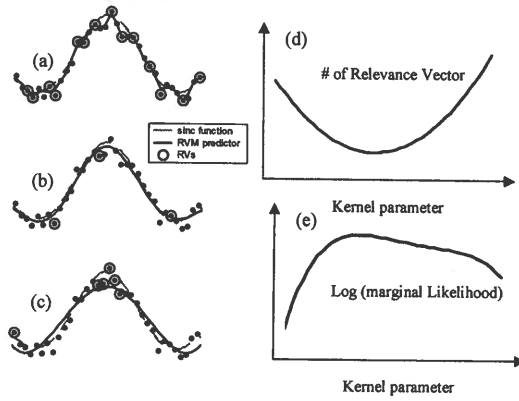 (a)
sinc function
RVM predictor
RVs
(b)
(c)
(d)
# of Relevance Vector
Kernel parameter
(e)
Log (marginal Likelihood)
Kernel parameter